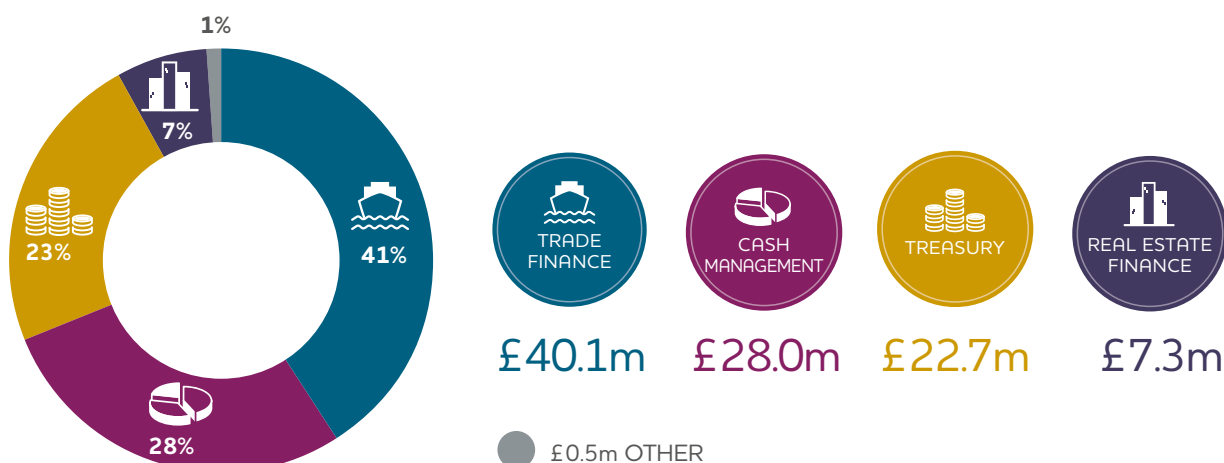 1%
7%
23%
41%
28%
TRADE
FINANCE
CASH
MANAGEMENT
TREASURY
REAL ESTATE
FINANCE
£40.1m
£28.0m
£22.7m
£7.3m
£0.5m OTHER